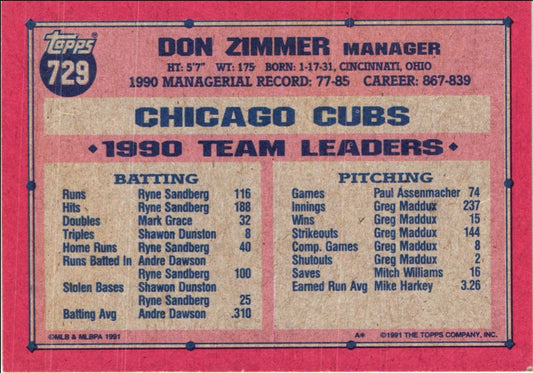 Topps
729
DON ZIMMER MANAGER
HT: 5'7" WT: 175 BORN: 1-17-31, CINCINNATI, OHIO
1990 MANAGERIAL RECORD: 77-85 CAREER: 867-839
CHICAGO CUBS
1990 TEAM LEADERS
BATTING
Runs Ryne Sandberg 116
Hits Ryne Sandberg 188
Doubles Mark Grace 32
Triples Shawon Dunston 8
Home Runs Ryne Sandberg 40
Runs Batted In Andre Dawson
Ryne Sandberg 100
Stolen Bases Shawon Dunston
Ryne Sandberg 25
Batting Avg Andre Dawson .310
PITCHING
Games Paul Assenmacher 74
Innings Greg Maddux 237
Wins Greg Maddux 15
Strikeouts Greg Maddux 144
Comp. Games Greg Maddux 8
Shutouts Greg Maddux 2
Saves Mitch Williams 16
Earned Run Avg Mike Harkey 3.26
©MLB & MLBPA 1991
A* ©1991 THE TOPPS COMPANY, INC.